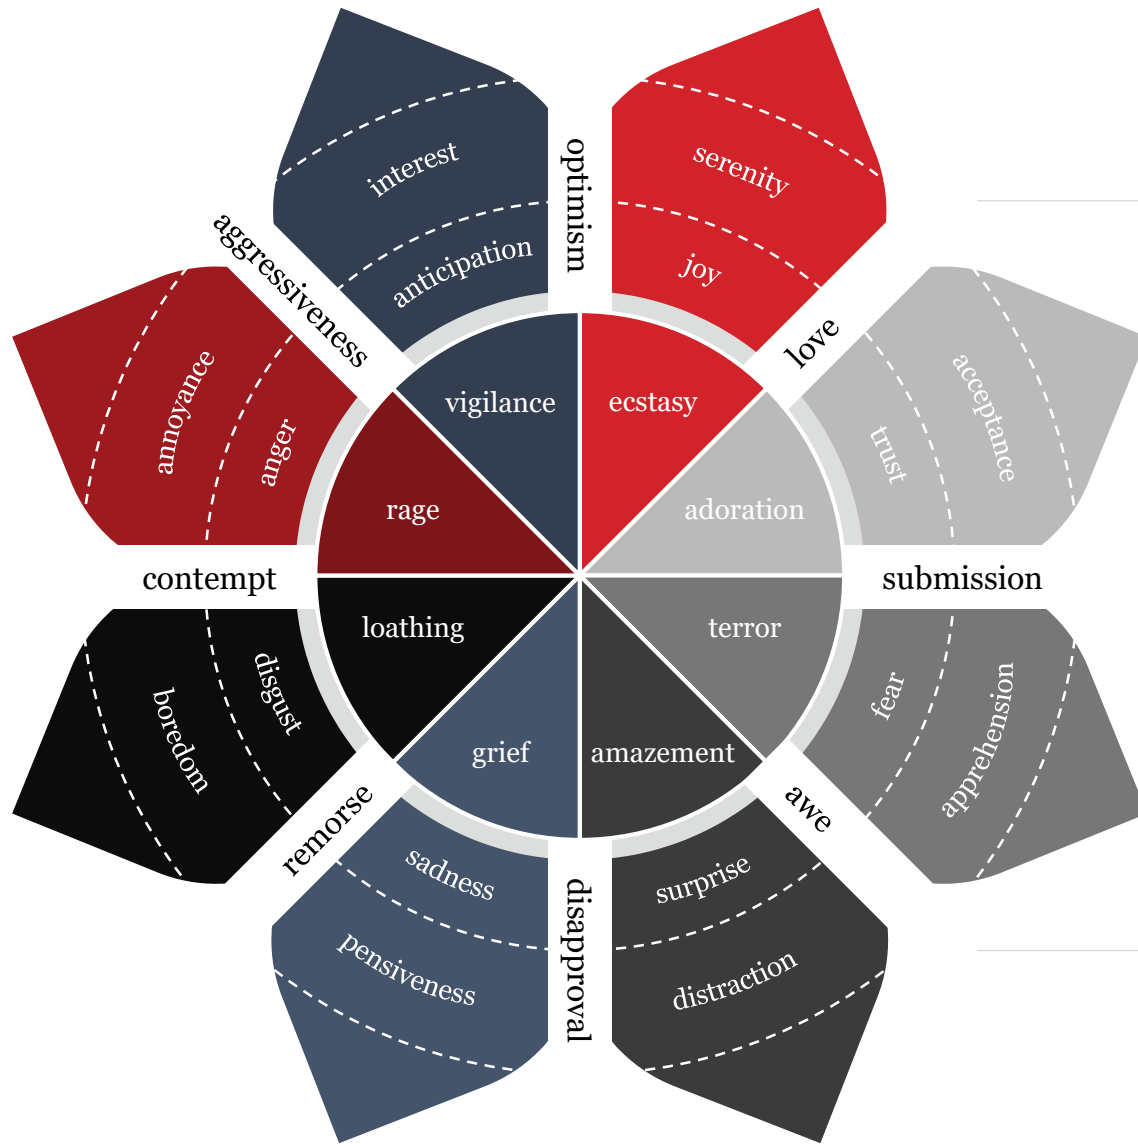 optimism
interest
serenity
aggressiveness
anticipation
joy
love
annoyance
anger
vigilance
ecstasy
trust
acceptance
rage
adoration
contempt
submission
loathing
terror
boredom
disgust
fear
apprehension
grief
amazement
remorse
awe
sadness
surprise
pensiveness
disapproval
distraction